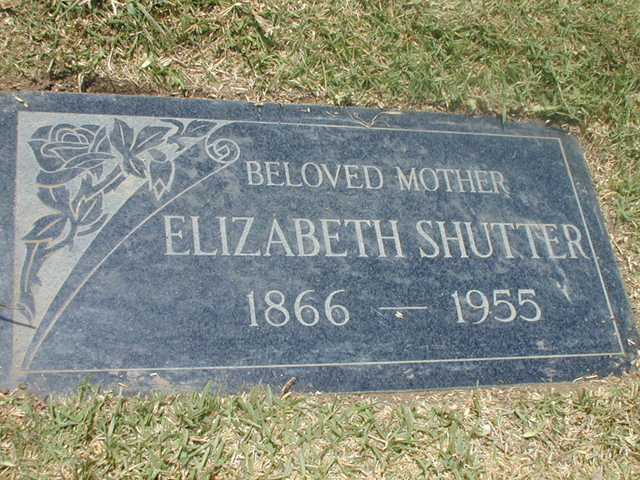 BELOVED MOTHER
ELIZABETH SHUTTER
1866 — 1955